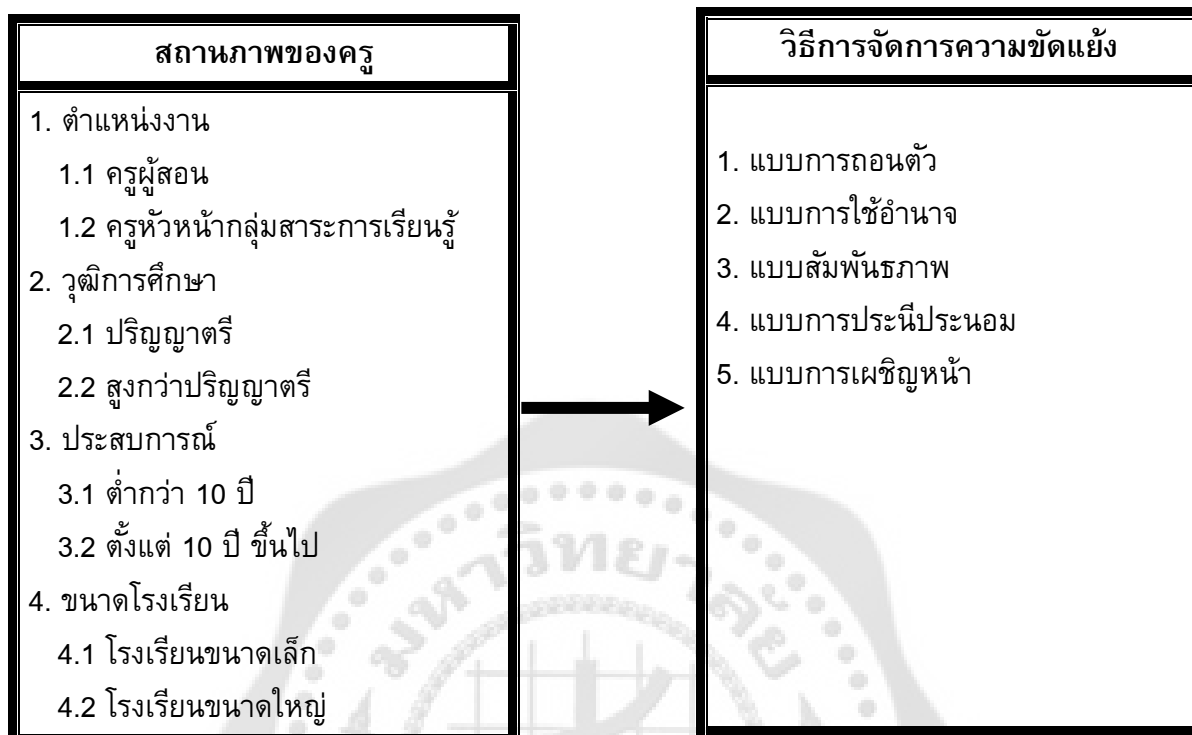 สถานภาพของครู
1. ตำแหน่งงาน
1.1 ครูผู้สอน
1.2 ครูหัวหน้ากลุ่มสาระการเรียนรู้
2. วุฒิการศึกษา
2.1 ปริญญาตรี
2.2 สูงกว่าปริญญาตรี
3. ประสบการณ์
3.1 ต่ำกว่า 10 ปี
3.2 ตั้งแต่ 10 ปี ขึ้นไป
4. ขนาดโรงเรียน
4.1 โรงเรียนขนาดเล็ก
4.2 โรงเรียนขนาดใหญ่
วิธีการจัดการความขัดแย้ง
1. แบบการถอนตัว
2. แบบการใช้อำนาจ
3. แบบสัมพันธภาพ
4. แบบการประนีประนอม
5. แบบการเผชิญหน้า
มหาวิทยาลัย